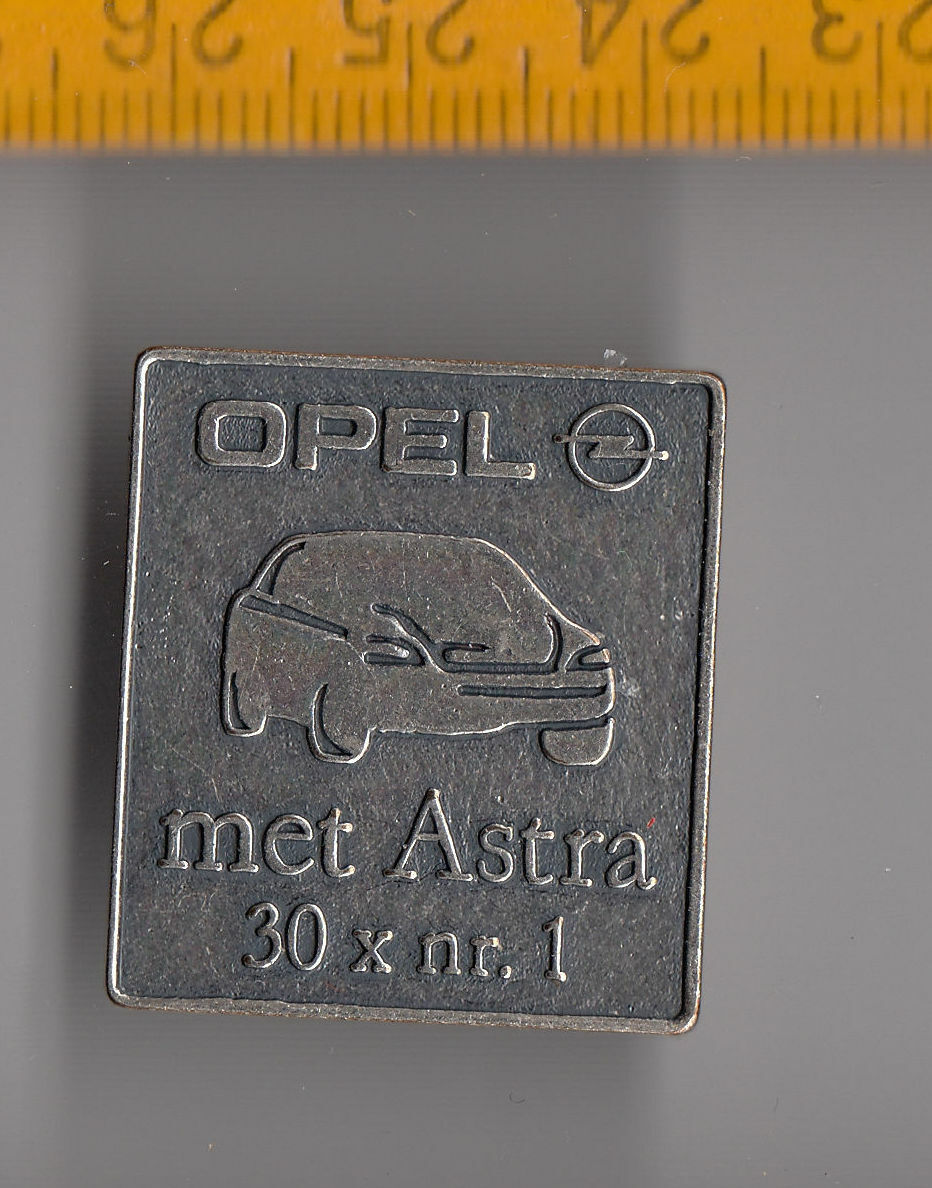 26 25 24 23
OPEL
met Astra
30 x nr. 1